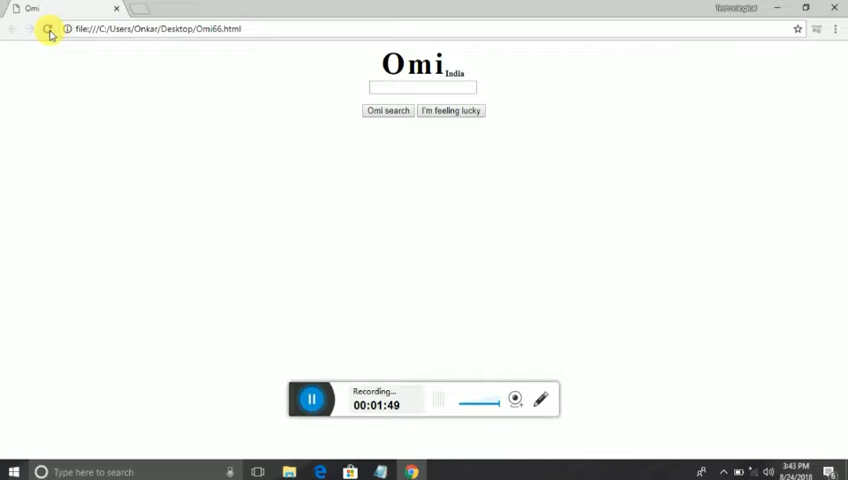 Omi
Technological
file:///C:/Users/Onkar/Desktop/Omi66.html
Omi India
Omi search
I'm feeling lucky
Recording...
00:01:49
Type here to search
3:43 PM
8/24/2018